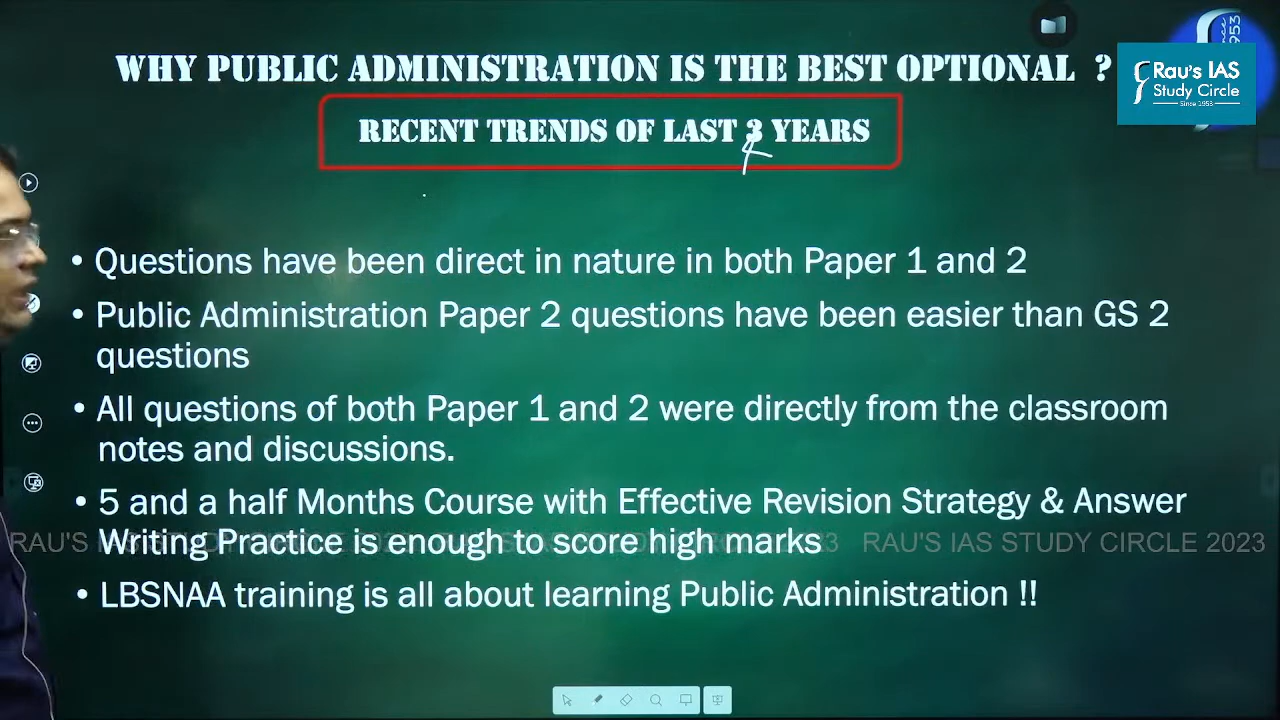 WHY PUBLIC ADMINISTRATION IS THE BEST OPTIONAL ?
Rau's IAS
Study Circle
Since 1953
RECENT TRENDS OF LAST 3 YEARS
• Questions have been direct in nature in both Paper 1 and 2
• Public Administration Paper 2 questions have been easier than GS 2
questions
• All questions of both Paper 1 and 2 were directly from the classroom
notes and discussions.
• 5 and a half Months Course with Effective Revision Strategy & Answer
Writing Practice is enough to score high marks
RAU'S IAS STUDY CIRCLE 2023
• LBSNAA training is all about learning Public Administration !!